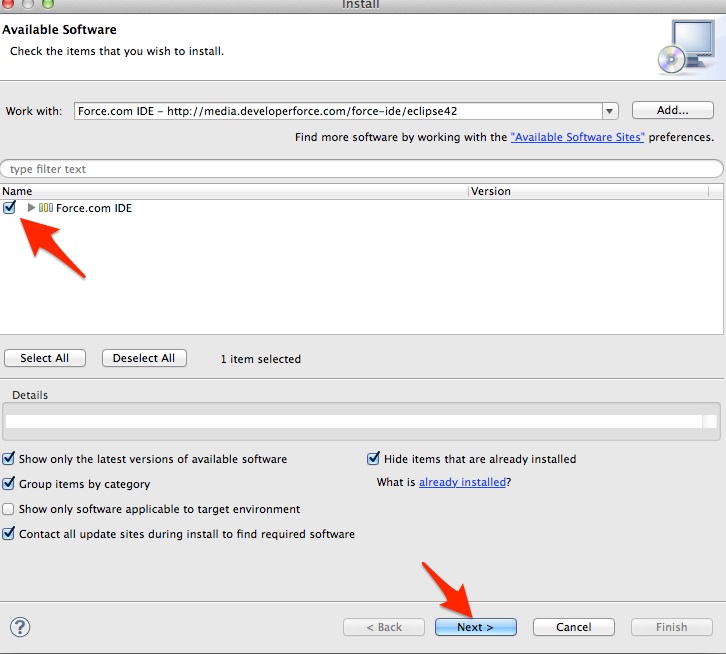 Install
Available Software
Check the items that you wish to install.
Work with: Force.com IDE - http://media.developerforce.com/force-ide/eclipse42 Add...
Find more software by working with the "Available Software Sites" preferences.
type filter text
Name Version
Force.com IDE
Select All Deselect All 1 item selected
Details
Show only the latest versions of available software Hide items that are already installed
Group items by category What is already installed?
Show only software applicable to target environment
Contact all update sites during install to find required software
? < Back Next > Cancel Finish